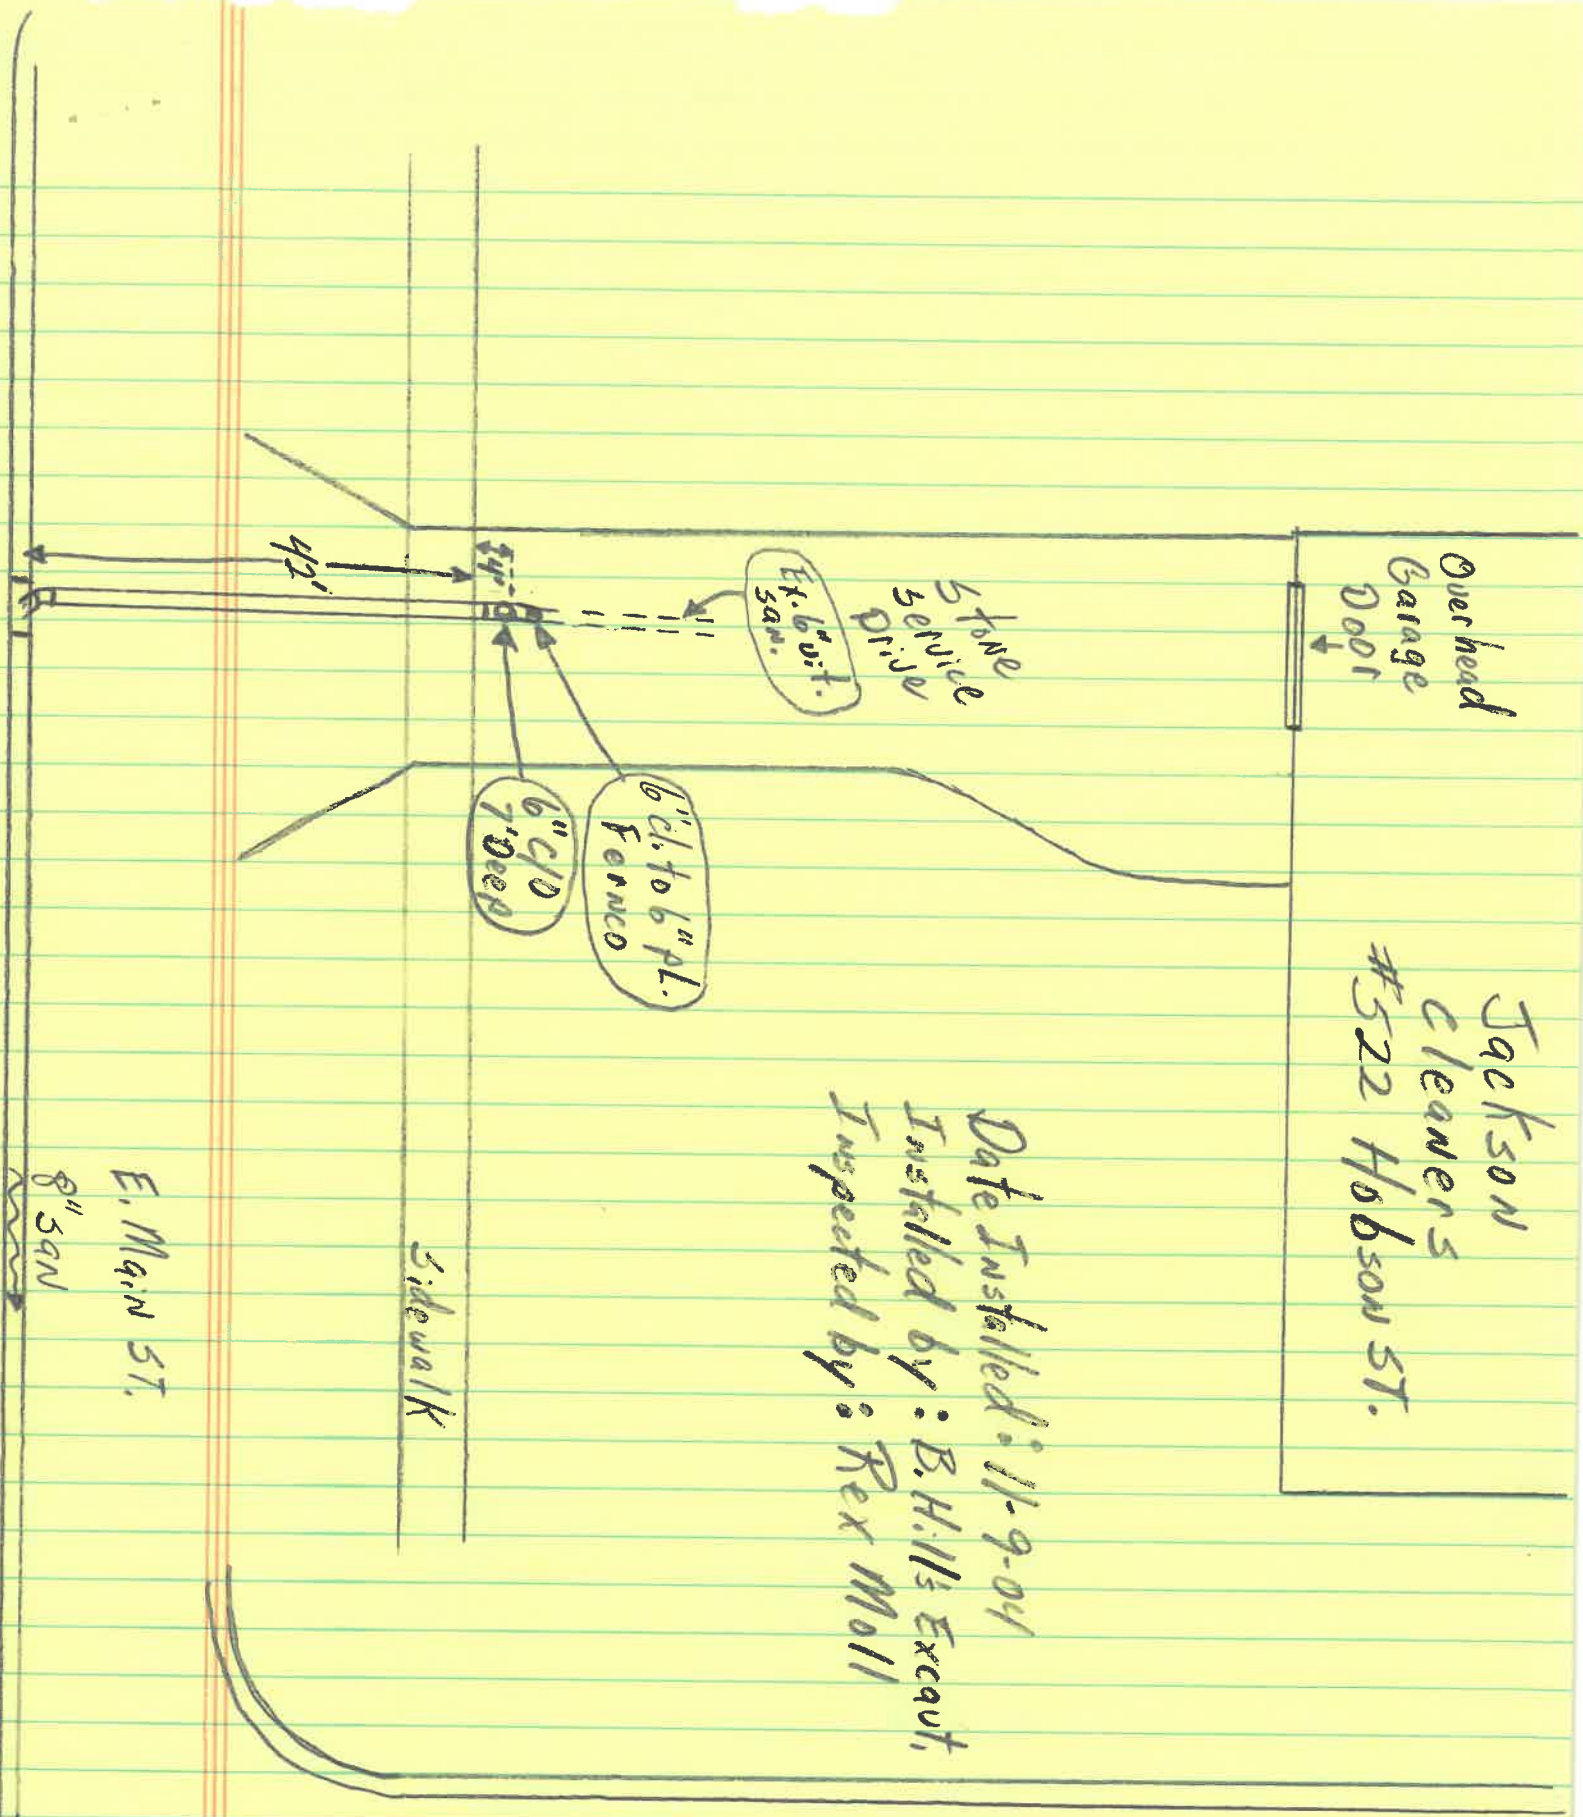 Jackson
Cleaners
#522 Hobson ST.
Overhead
Garage
Door
Stone
Service
Drive
Ex. 6" vit.
san.
Date Installed: 11-9-04
Installed by: B. Hill's Excavt.
Inspected by: Rex Moll
6" cl. to 6" pl.
Fernco
6" C/O
7' Deep
4'
42'
Sidewalk
E. Main ST.
8" San